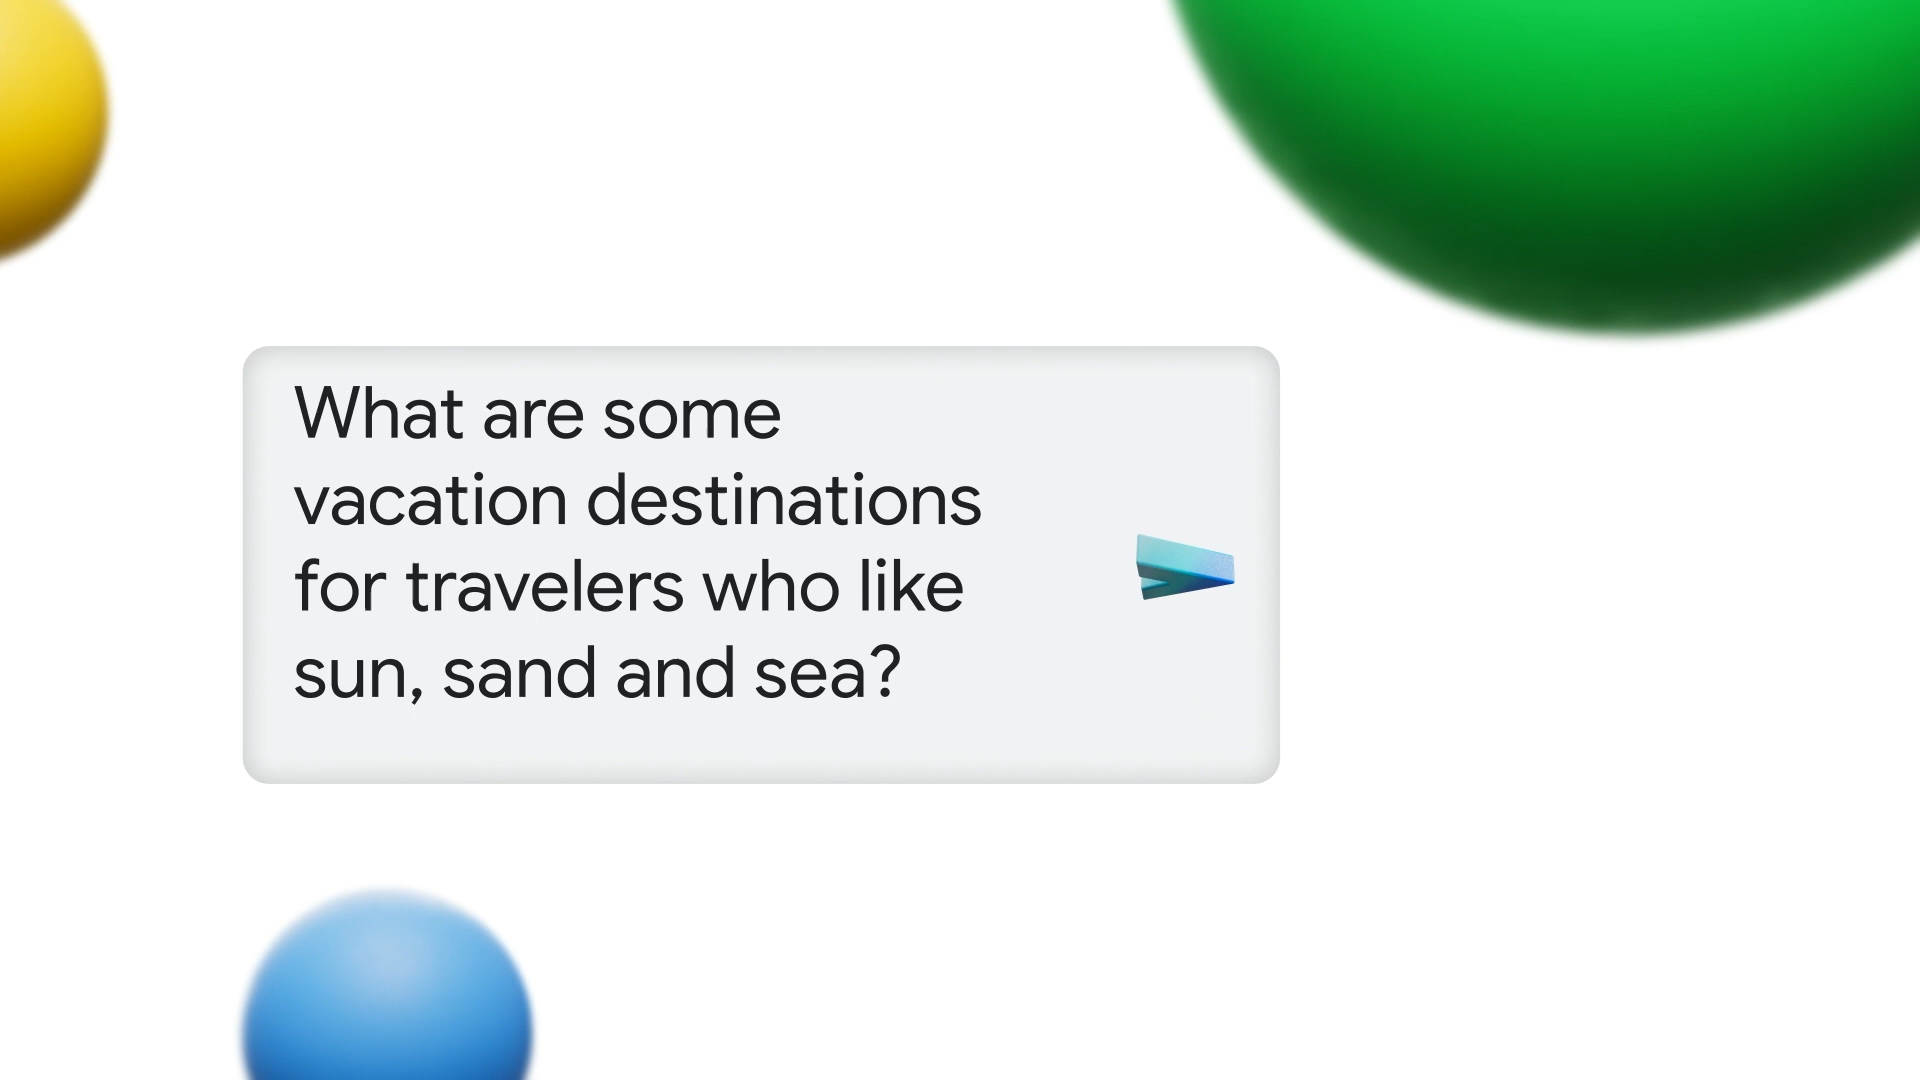 What are some
vacation destinations
for travelers who like
sun, sand and sea?